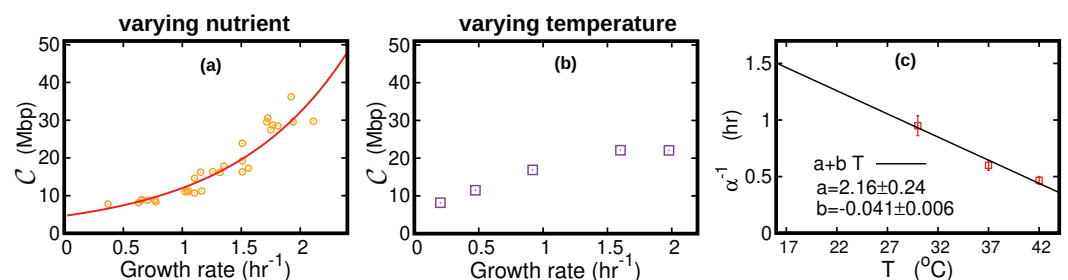 varying nutrient
50
40
30
20
10
0
C (Mbp)
(a)
0 0.5 1 1.5 2
Growth rate (hr-1)
varying temperature
50
40
30
20
10
0
C (Mbp)
(b)
0 0.5 1 1.5 2
Growth rate (hr-1)
1.5
1
0.5
0
α-1 (hr)
(c)
a+b T
a=2.16±0.24
b=-0.041±0.006
17 22 27 32 37 42
T (oC)